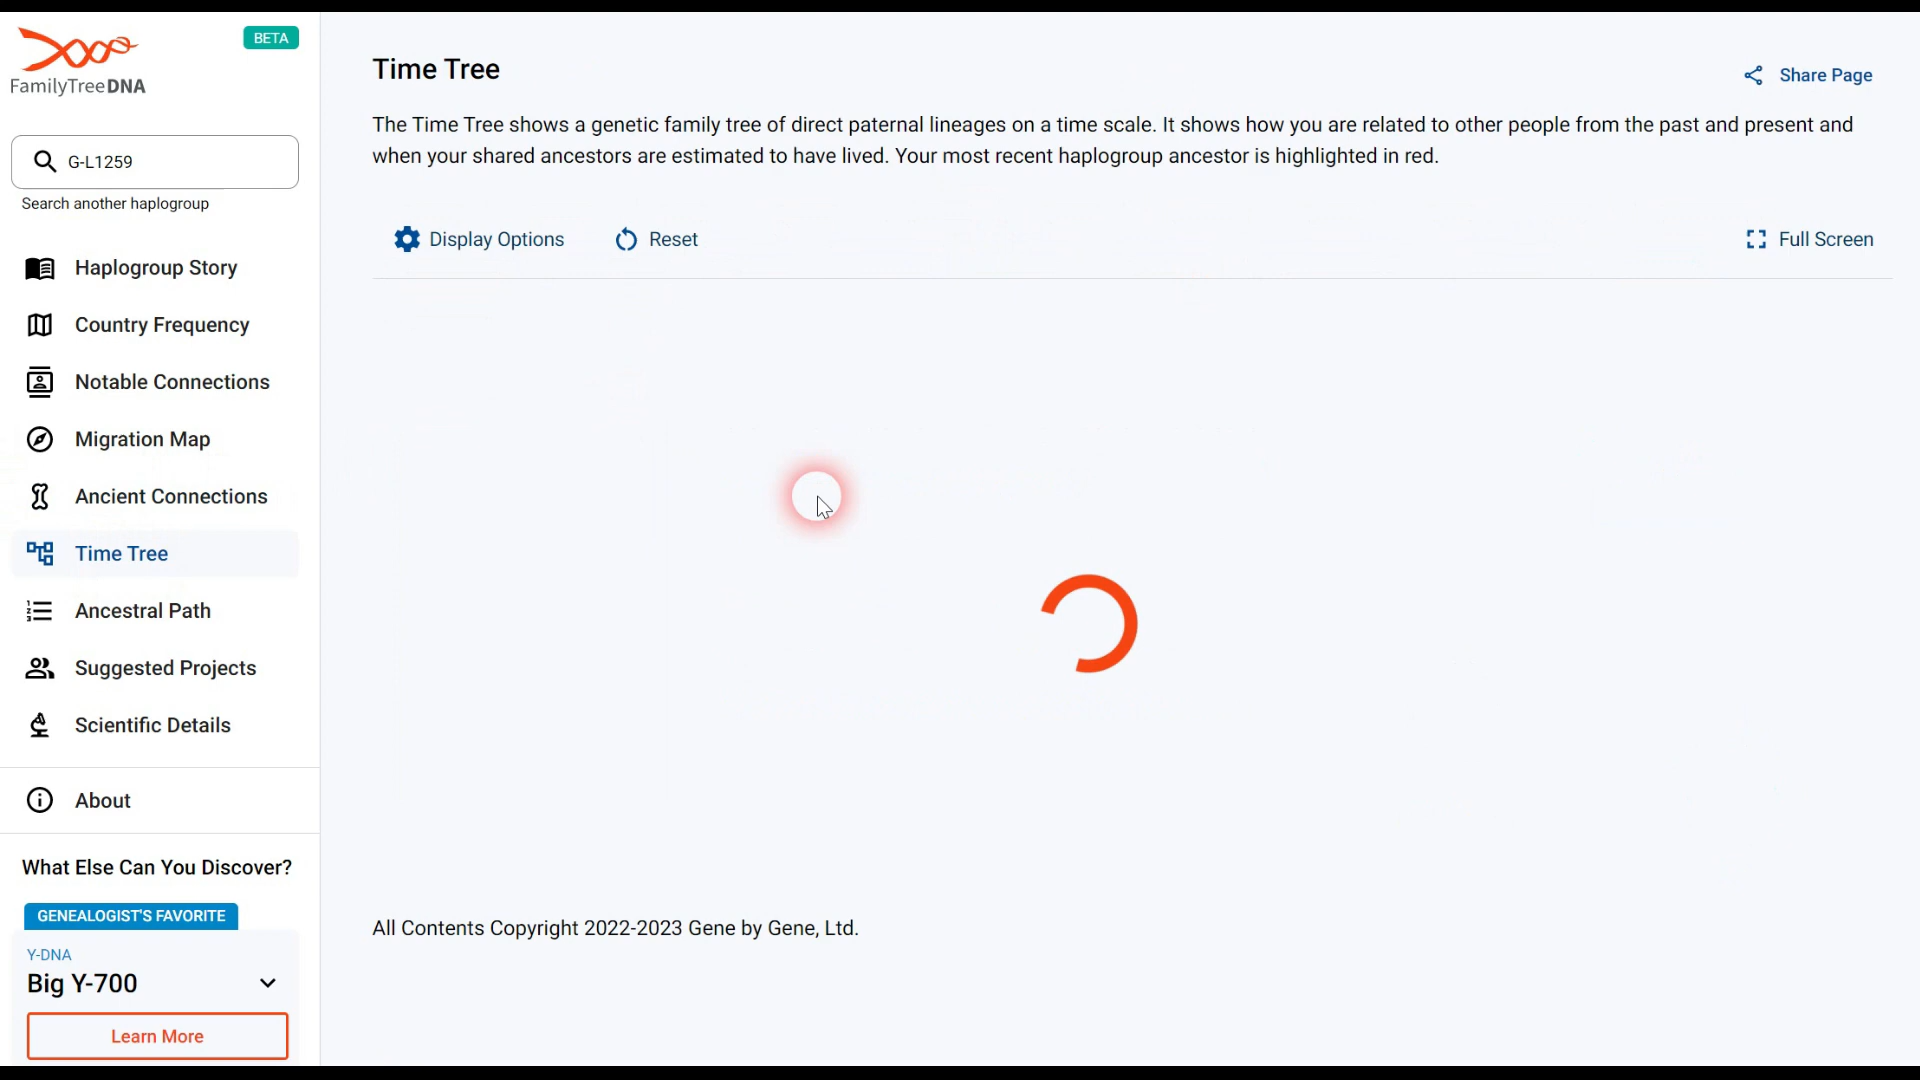 FamilyTreeDNA
BETA
G-L1259
Search another haplogroup
Haplogroup Story
Country Frequency
Notable Connections
Migration Map
Ancient Connections
Time Tree
Ancestral Path
Suggested Projects
Scientific Details
About
What Else Can You Discover?
GENEALOGIST'S FAVORITE
Y-DNA
Big Y-700
Learn More
Time Tree
Share Page
The Time Tree shows a genetic family tree of direct paternal lineages on a time scale. It shows how you are related to other people from the past and present and
when your shared ancestors are estimated to have lived. Your most recent haplogroup ancestor is highlighted in red.
Display Options
Reset
Full Screen
All Contents Copyright 2022-2023 Gene by Gene, Ltd.